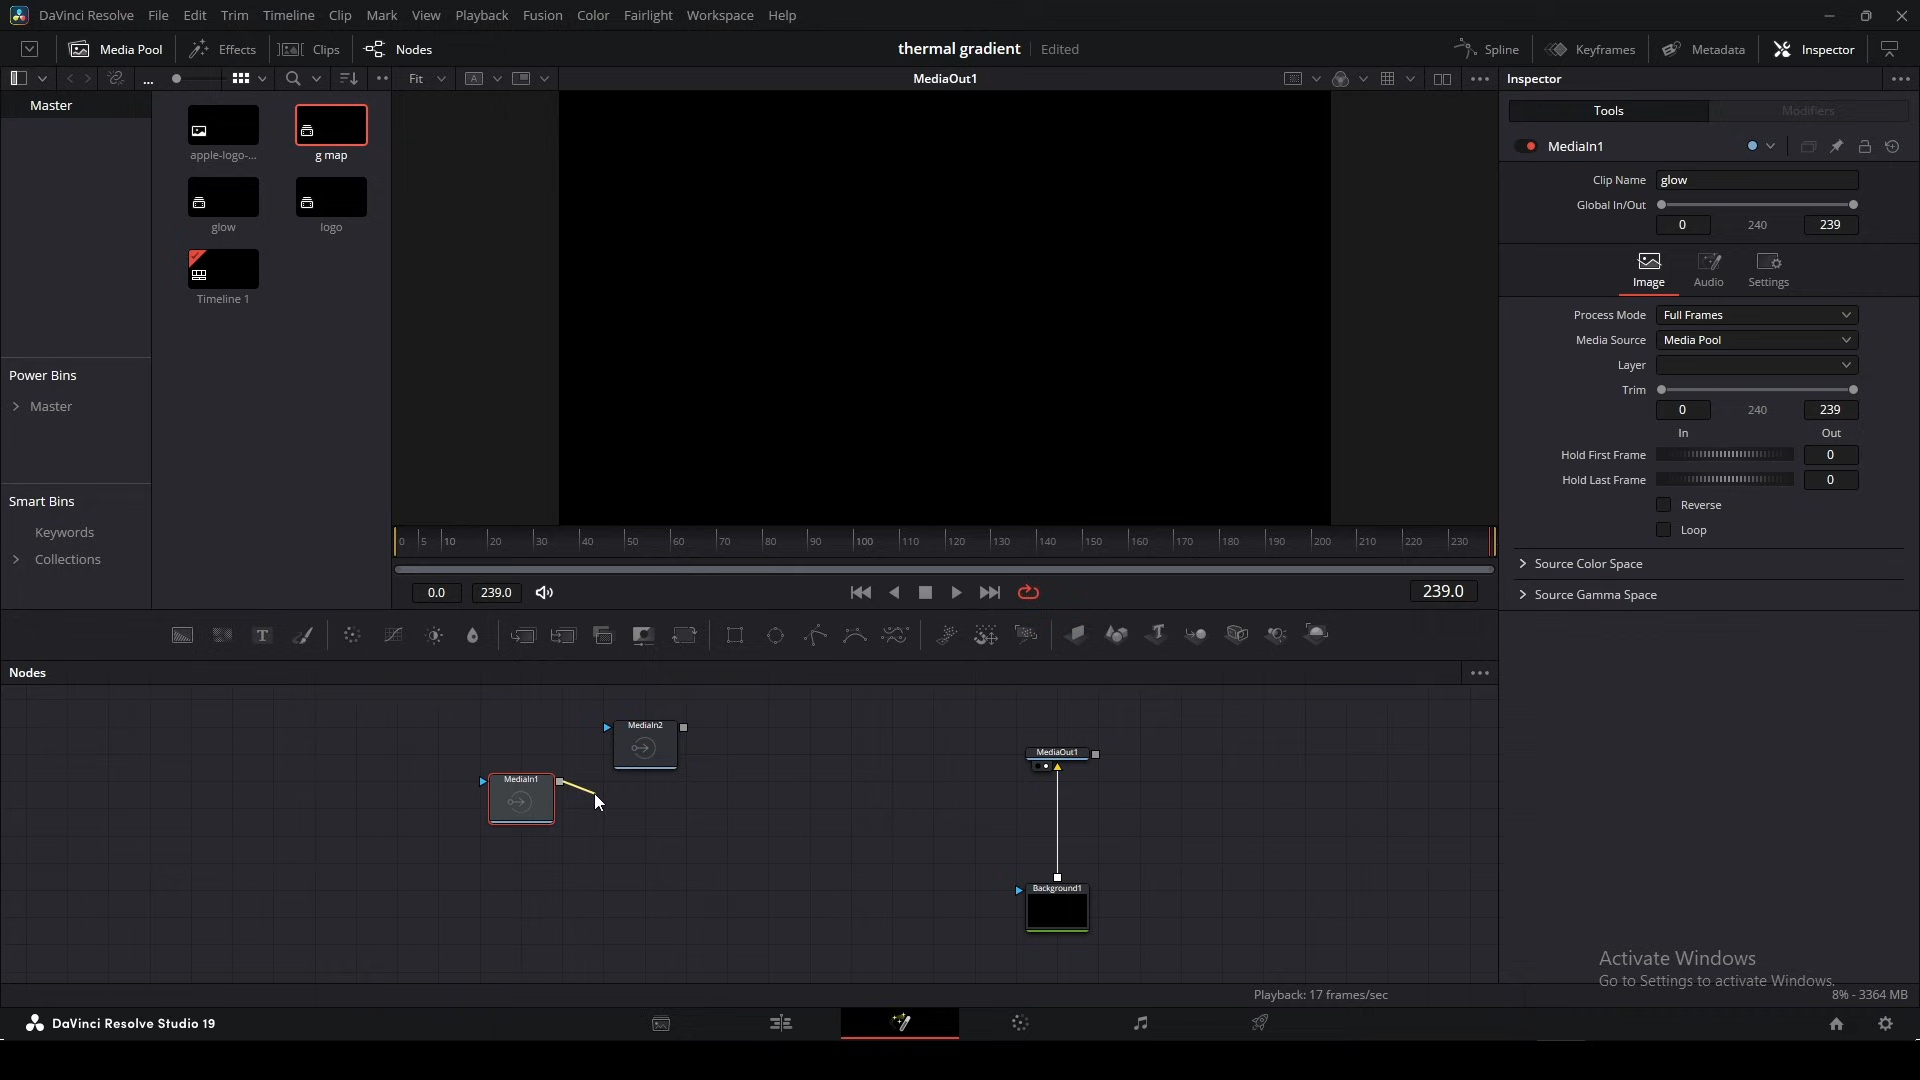 DaVinci Resolve File Edit Trim Timeline Clip Mark View Playback Fusion Color Fairlight Workspace Help
Media Pool Effects Clips Nodes thermal gradient Edited Spline Keyframes Metadata Inspector
... Fit A MediaOut1 Inspector
Master
apple-logo-... g map
glow logo
Timeline 1
Power Bins
Master
Smart Bins
Keywords
Collections
Tools Modifiers
MediaIn1
Clip Name glow
Global In/Out
0 240 239
Image Audio Settings
Process Mode Full Frames
Media Source Media Pool
Layer
Trim
0 240 239
In Out
Hold First Frame 0
Hold Last Frame 0
Reverse
Loop
Source Color Space
Source Gamma Space
0 5 10 20 30 40 50 60 70 80 90 100 110 120 130 140 150 160 170 180 190 200 210 220 230
0.0 239.0 239.0
T T
Nodes
MediaIn2
MediaIn1
MediaOut1
Background1
Activate Windows
Go to Settings to activate Windows.
Playback: 17 frames/sec 8% - 3364 MB
DaVinci Resolve Studio 19